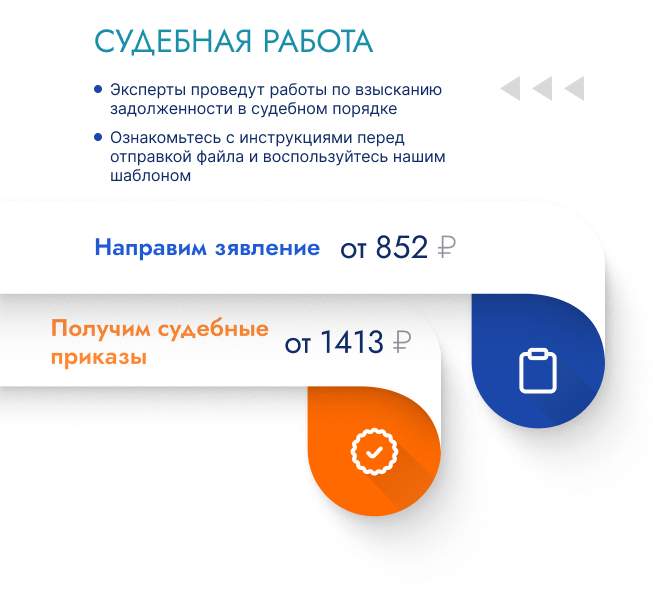 СУДЕБНАЯ РАБОТА
Эксперты проведут работы по взысканию
задолженности в судебном порядке
Ознакомьтесь с инструкциями перед
отправкой файла и воспользуйтесь нашим
шаблоном
Направим зявление от 852 ₽
Получим судебные
приказы
от 1413 ₽